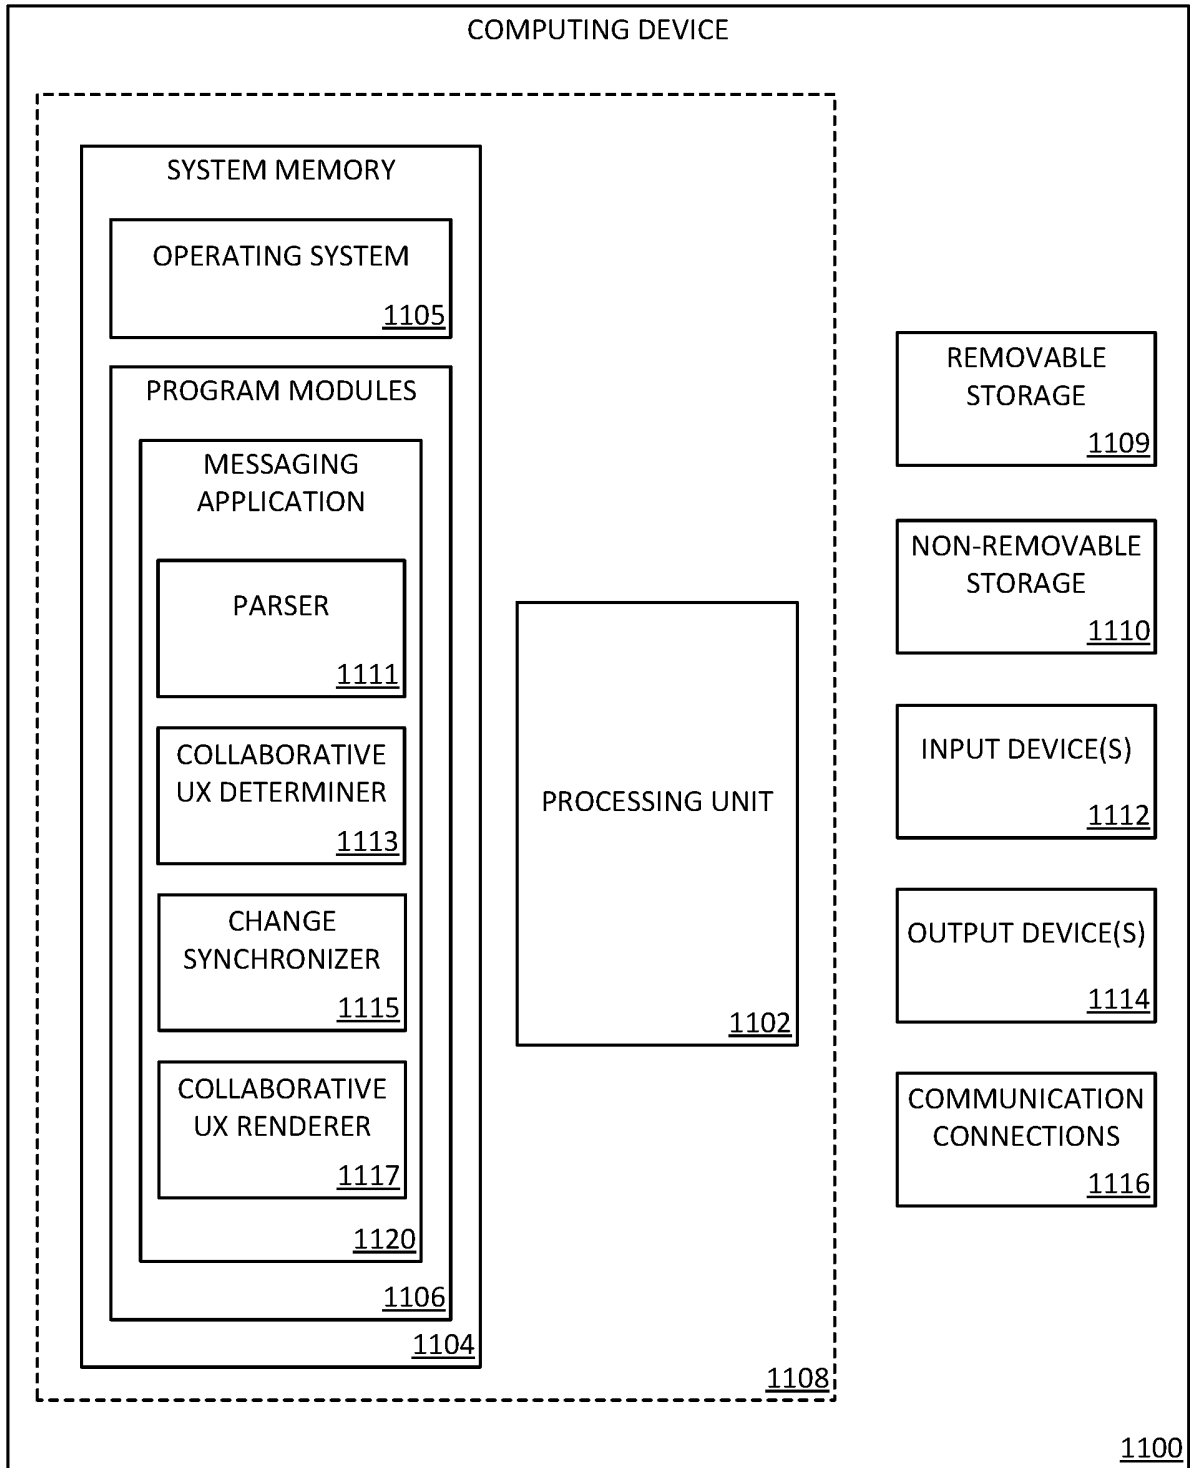 COMPUTING DEVICE
SYSTEM MEMORY
OPERATING SYSTEM
1105
PROGRAM MODULES
MESSAGING
APPLICATION
PARSER
1111
COLLABORATIVE
UX DETERMINER
1113
CHANGE
SYNCHRONIZER
1115
COLLABORATIVE
UX RENDERER
1117
1120
1106
1104
PROCESSING UNIT
1102
1108
REMOVABLE
STORAGE
1109
NON-REMOVABLE
STORAGE
1110
INPUT DEVICE(S)
1112
OUTPUT DEVICE(S)
1114
COMMUNICATION
CONNECTIONS
1116
1100